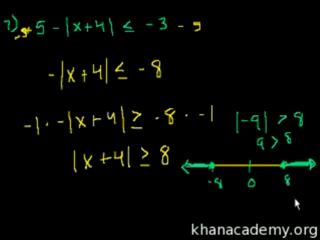 7) -5 5 - |x+4| ≤ -3 - 5
-|x+4| ≤ -8
-1 · -|x+4| ≥ -8 · -1
|x+4| ≥ 8
|-9| > 8
9 > 8
-8 0 8
khanacademy.org